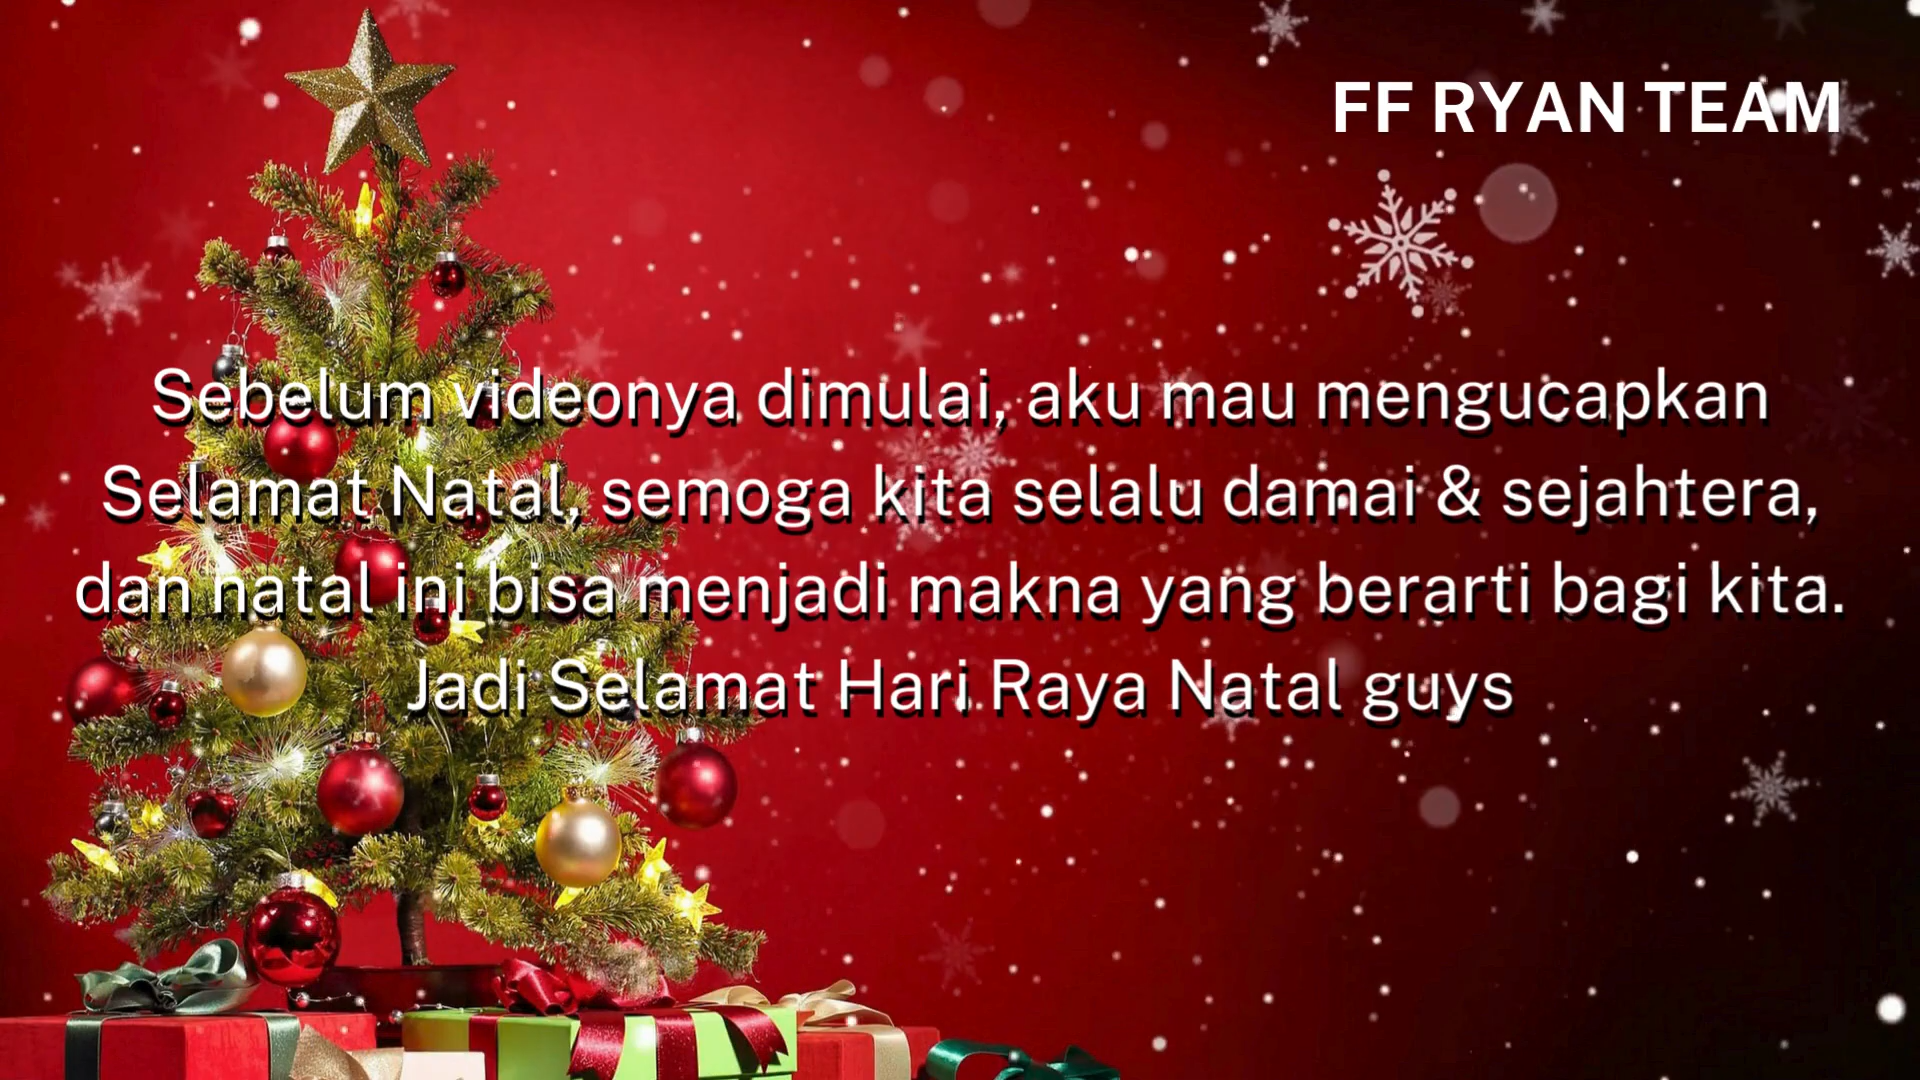 FF RYAN TEAM
Sebelum videonya dimulai, aku mau mengucapkan
Selamat Natal, semoga kita selalu damai & sejahtera,
dan natal ini bisa menjadi makna yang berarti bagi kita.
Jadi Selamat Hari Raya Natal guys